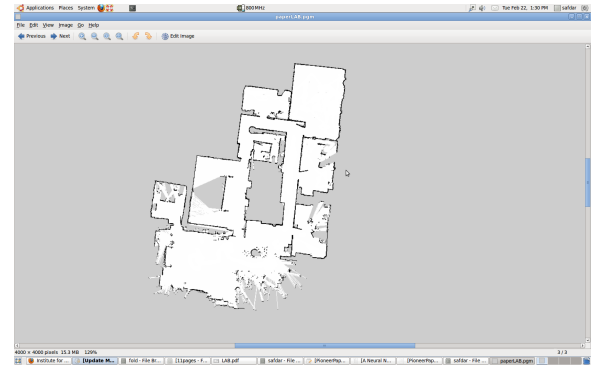 Applications Places System 800 MHz Tue Feb 22, 1:30 PM safdar
paperLAB.pgm
File Edit View Image Go Help
Previous Next Edit Image
4000 x 4000 pixels 15.3 MB 129% 3 / 3
Institute for ... [Update M... fold - File Br... [11pages - F... LAB.pdf safdar - File ... [PioneerPap... [A Neural N... [PioneerPap... safdar - File ... paperLAB.pgm